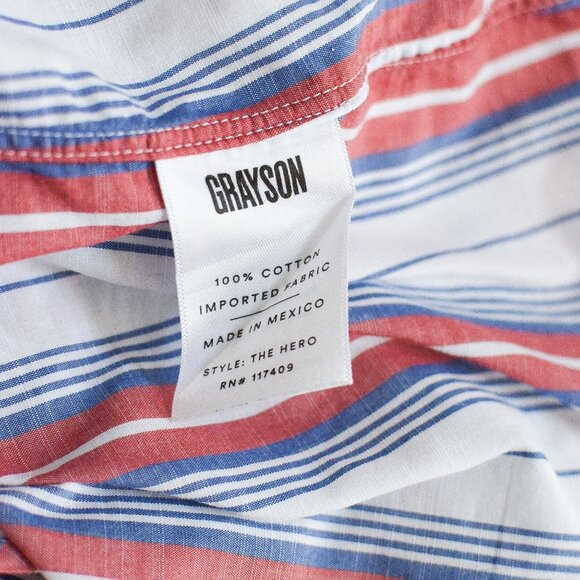 GRAYSON
100% COTTON
IMPORTED FABRIC
MADE IN MEXICO
STYLE: THE HERO
RN# 117409